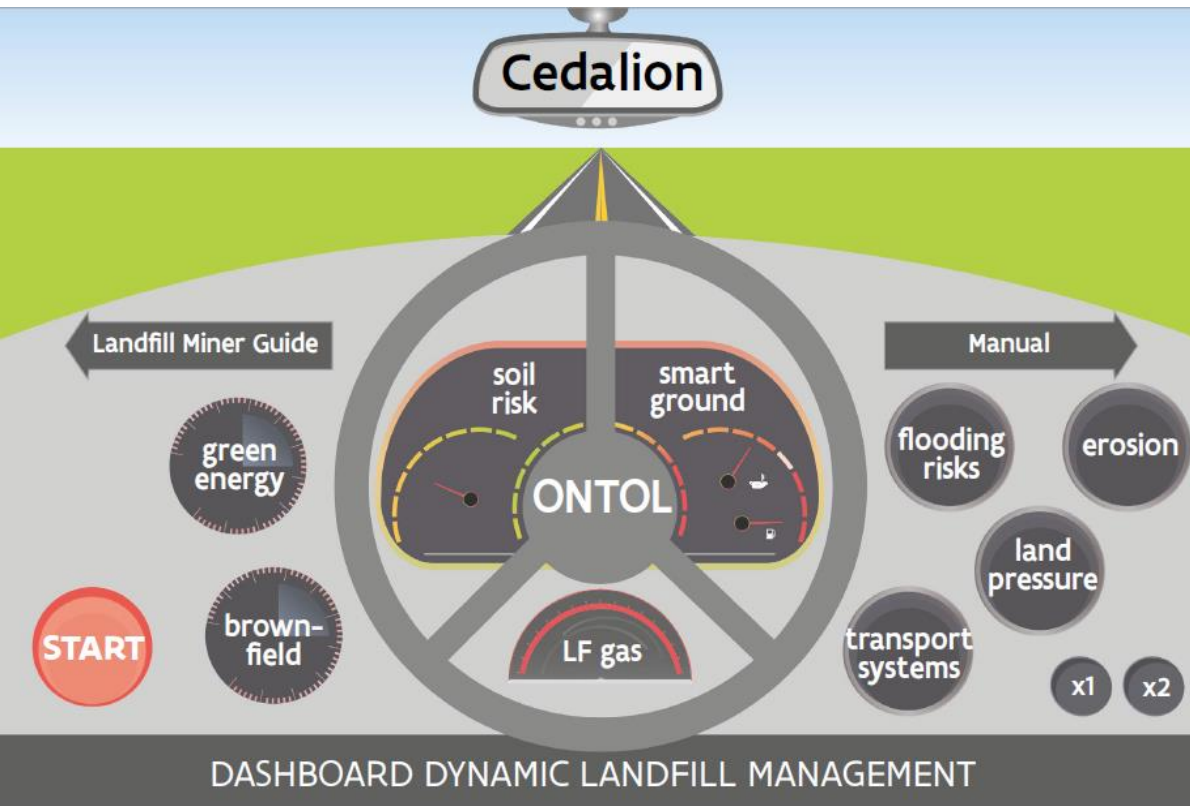 Cedalion
Landfill Miner Guide
Manual
soil
risk
smart
ground
green
energy
flooding
risks
erosion
ONTOL
land
pressure
START
brown-
field
LF gas
transport
systems
x1
x2
DASHBOARD DYNAMIC LANDFILL MANAGEMENT